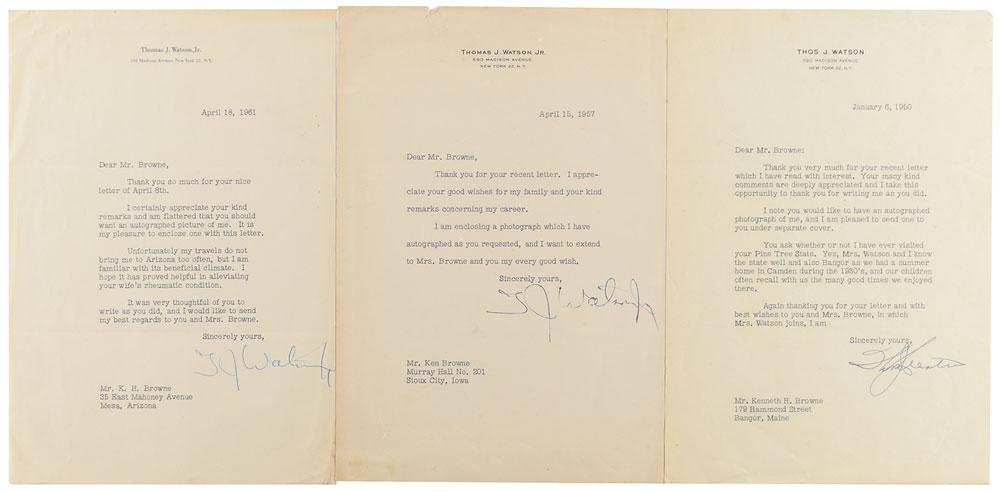 Thomas J. Watson, Jr.
590 Madison Avenue, New York 22, N.Y.
April 18, 1961
Dear Mr. Browne,
Thank you so much for your nice
letter of April 8th.
I certainly appreciate your kind
remarks and am flattered that you should
want an autographed picture of me. It is
my pleasure to enclose one with this letter.
Unfortunately my travels do not
bring me to Arizona too often, but I am
familiar with its beneficial climate. I
hope it has proved helpful in alleviating
your wife's rheumatic condition.
It was very thoughtful of you to
write as you did, and I would like to send
my best regards to you and Mrs. Browne.
Sincerely yours,
TJ Watson Jr
Mr. K. H. Browne
35 East Mahoney Avenue
Mesa, Arizona
THOMAS J. WATSON, JR.
590 MADISON AVENUE
NEW YORK 22, N.Y.
April 15, 1957
Dear Mr. Browne,
Thank you for your recent letter. I appre-
ciate your good wishes for my family and your kind
remarks concerning my career.
I am enclosing a photograph which I have
autographed as you requested, and I want to extend
to Mrs. Browne and you my every good wish.
Sincerely yours,
TJ Watson Jr
Mr. Ken Browne
Murray Hall No. 201
Sioux City, Iowa
THOS J. WATSON
590 MADISON AVENUE
NEW YORK 22, N.Y.
January 6, 1950
Dear Mr. Browne:
Thank you very much for your recent letter
which I have read with interest. Your many kind
comments are deeply appreciated and I take this
opportunity to thank you for writing me as you did.
I note you would like to have an autographed
photograph of me, and I am pleased to send one to
you under separate cover.
You ask whether or not I have ever visited
your Pine Tree State. Yes, Mrs. Watson and I know
the state well and also Bangor as we had a summer
home in Camden during the 1930's, and our children
often recall with us the many good times we enjoyed
there.
Again thanking you for your letter and with
best wishes to you and Mrs. Browne, in which
Mrs. Watson joins, I am
Sincerely yours,
Thos J Watson
Mr. Kenneth H. Browne
179 Hammond Street
Bangor, Maine